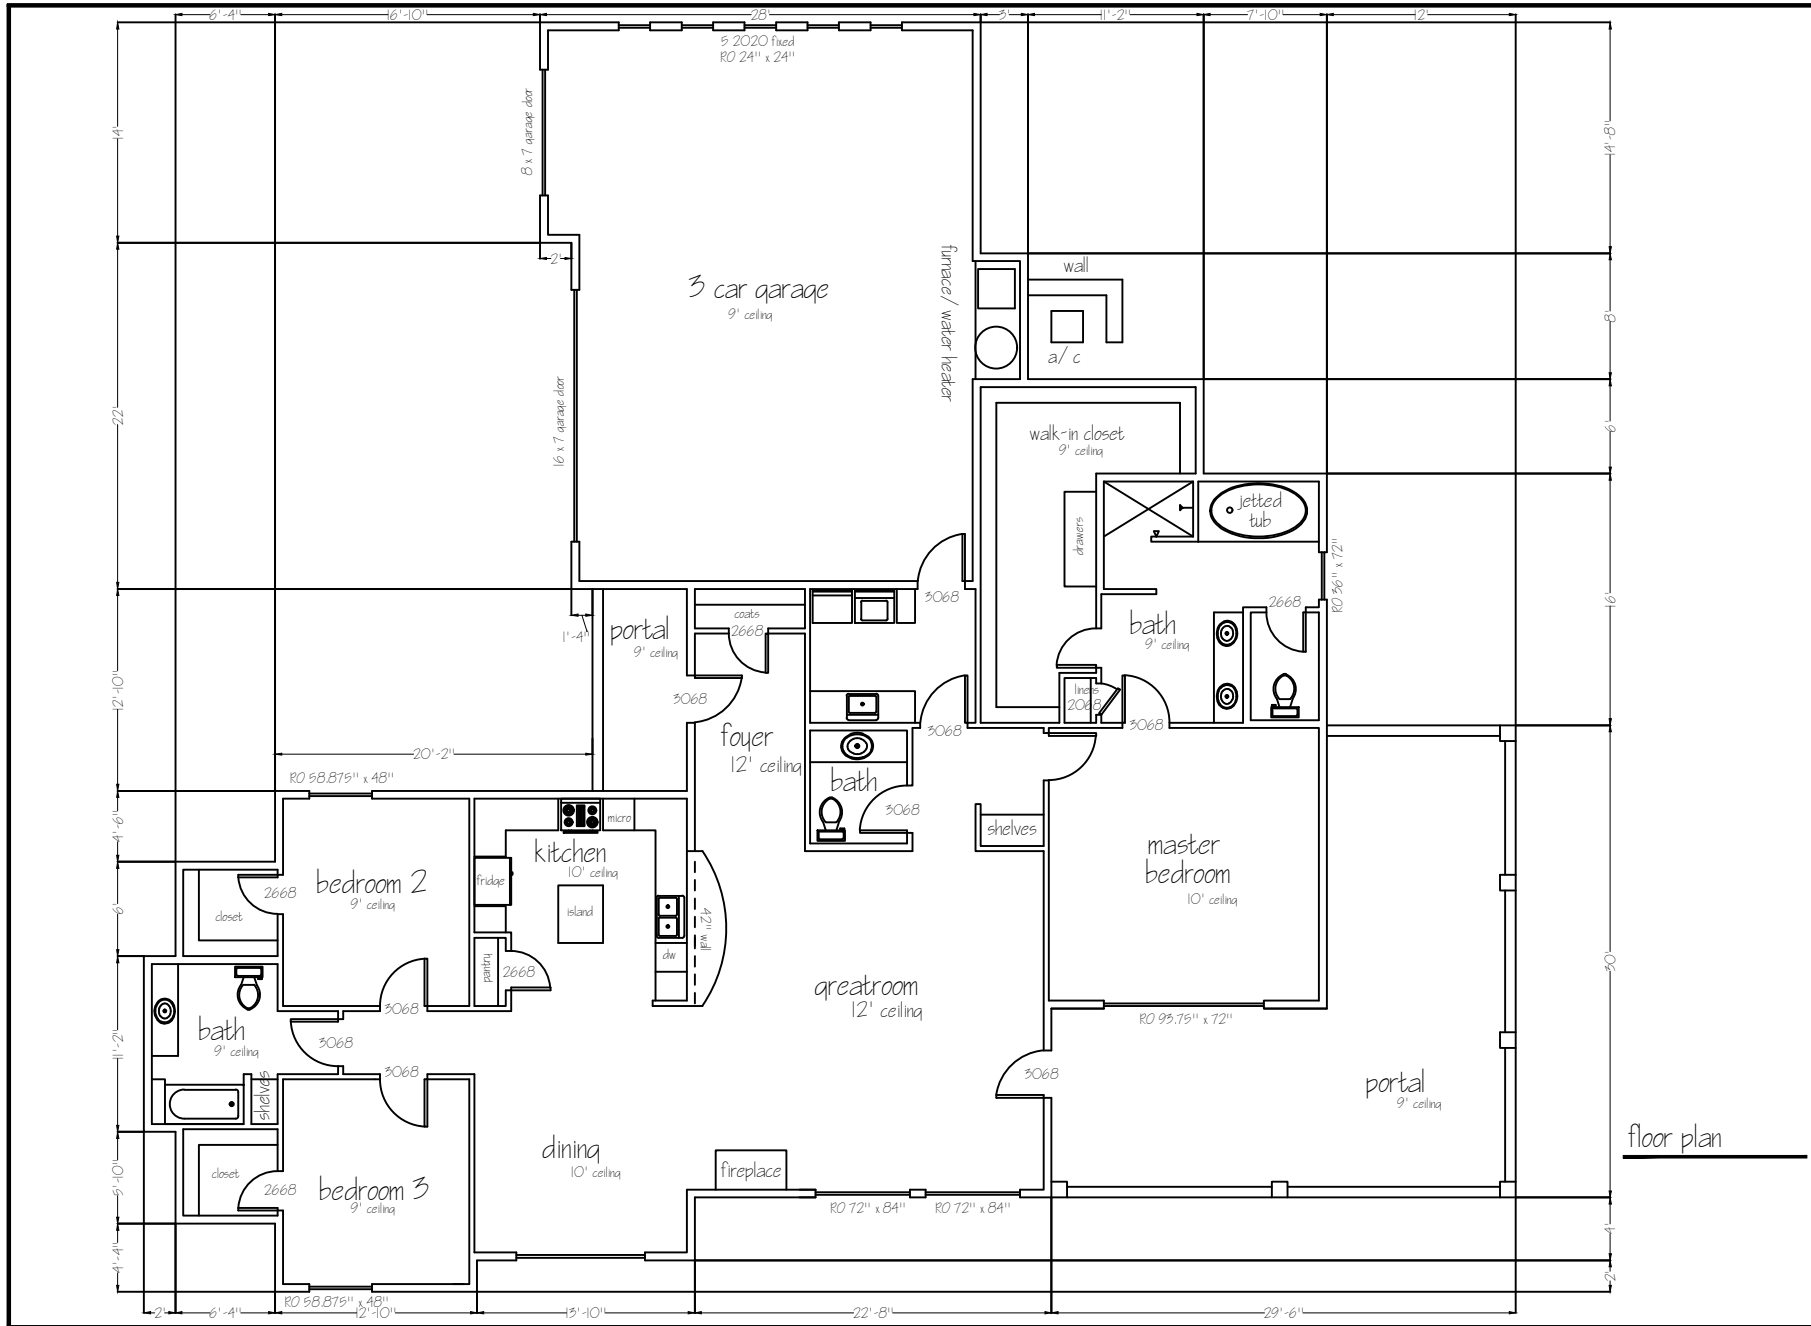 6'-4"
16'-10"
28'
3'
11'-2"
7'-10"
12'
5 2020 fixed
RO 24" x 24"
8 x 7 garage door
14'
14'-8"
2'
3 car garage
9' ceiling
furnace/ water heater
wall
a/ c
8'
22'
16 x 7 garage door
walk-in closet
9' ceiling
6'
drawers
jetted
tub
RO 36" x 72"
16'
3068
2668
1'-4"
portal
9' ceiling
coats
2668
bath
9' ceiling
linens
2068
3068
3068
3068
12'-10"
20'-2"
foyer
12' ceiling
RO 58.875" x 48"
bath
3068
4'-6"
micro
kitchen
10' ceiling
shelves
master
bedroom
10' ceiling
bedroom 2
9' ceiling
2668
closet
fridge
island
42" wall
6'
dw
pantry
2668
30'
greatroom
12' ceiling
3068
RO 93.75" x 72"
bath
9' ceiling
3068
3068
11'-2"
shelves
3068
portal
9' ceiling
floor plan
dining
10' ceiling
fireplace
closet
2668
bedroom 3
9' ceiling
5'-10"
RO 72" x 84"
RO 72" x 84"
4'
4'-4"
2'
RO 58.875" x 48"
2'
6'-4"
12'-10"
13'-10"
22'-8"
29'-6"